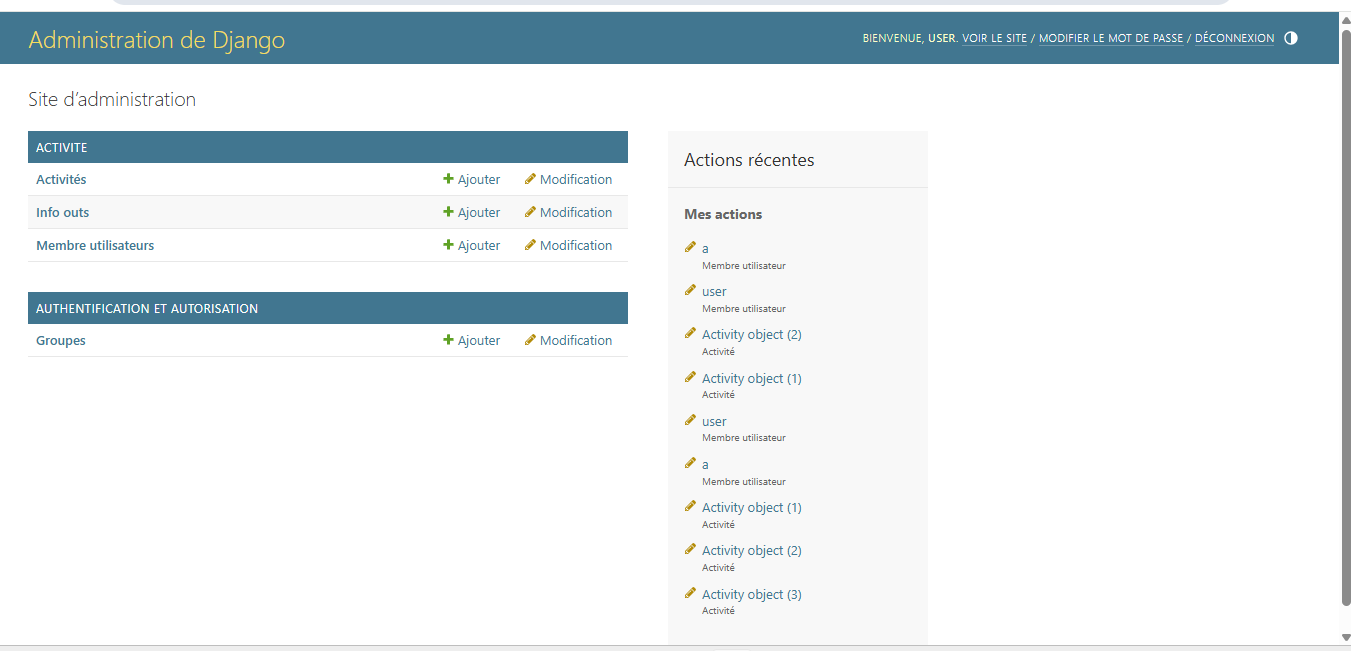 Administration de Django
BIENVENUE, USER. VOIR LE SITE / MODIFIER LE MOT DE PASSE / DÉCONNEXION
Site d’administration
ACTIVITE
Activités Ajouter Modification
Info outs Ajouter Modification
Membre utilisateurs Ajouter Modification
AUTHENTIFICATION ET AUTORISATION
Groupes Ajouter Modification
Actions récentes
Mes actions
a
Membre utilisateur
user
Membre utilisateur
Activity object (2)
Activité
Activity object (1)
Activité
user
Membre utilisateur
a
Membre utilisateur
Activity object (1)
Activité
Activity object (2)
Activité
Activity object (3)
Activité